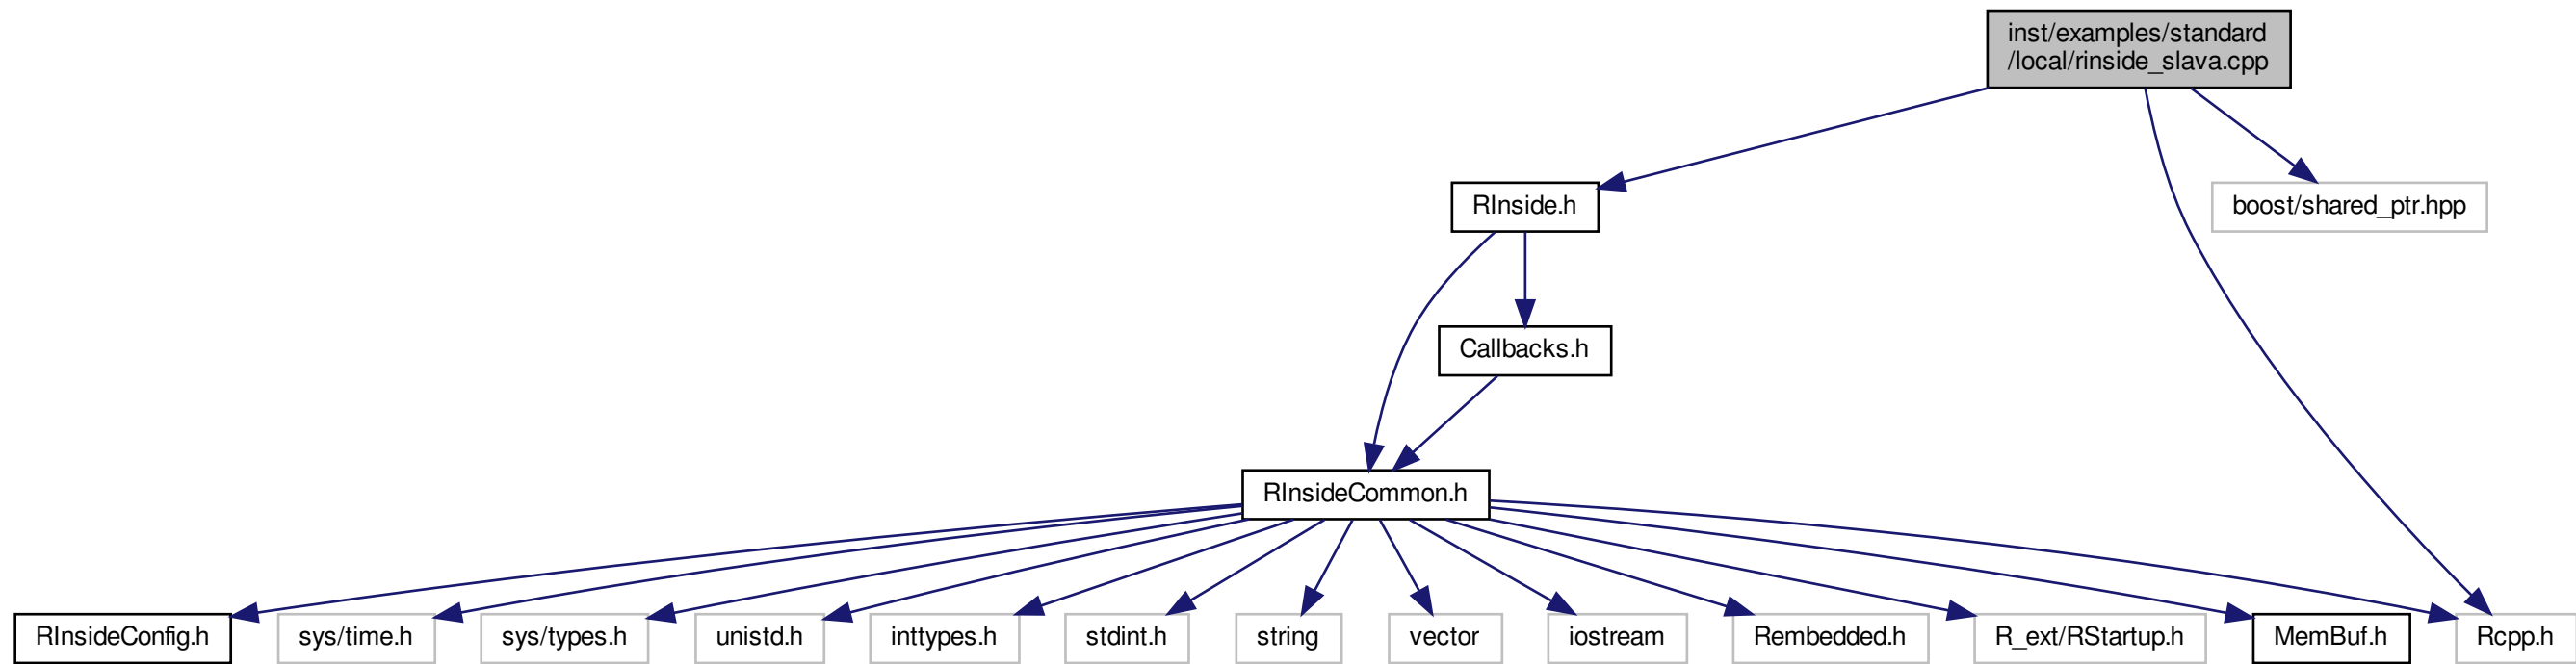 inst/examples/standard
/local/rinside_slava.cpp
RInside.h
boost/shared_ptr.hpp
Callbacks.h
RInsideCommon.h
RInsideConfig.h
sys/time.h
sys/types.h
unistd.h
inttypes.h
stdint.h
string
vector
iostream
Rembedded.h
R_ext/RStartup.h
MemBuf.h
Rcpp.h